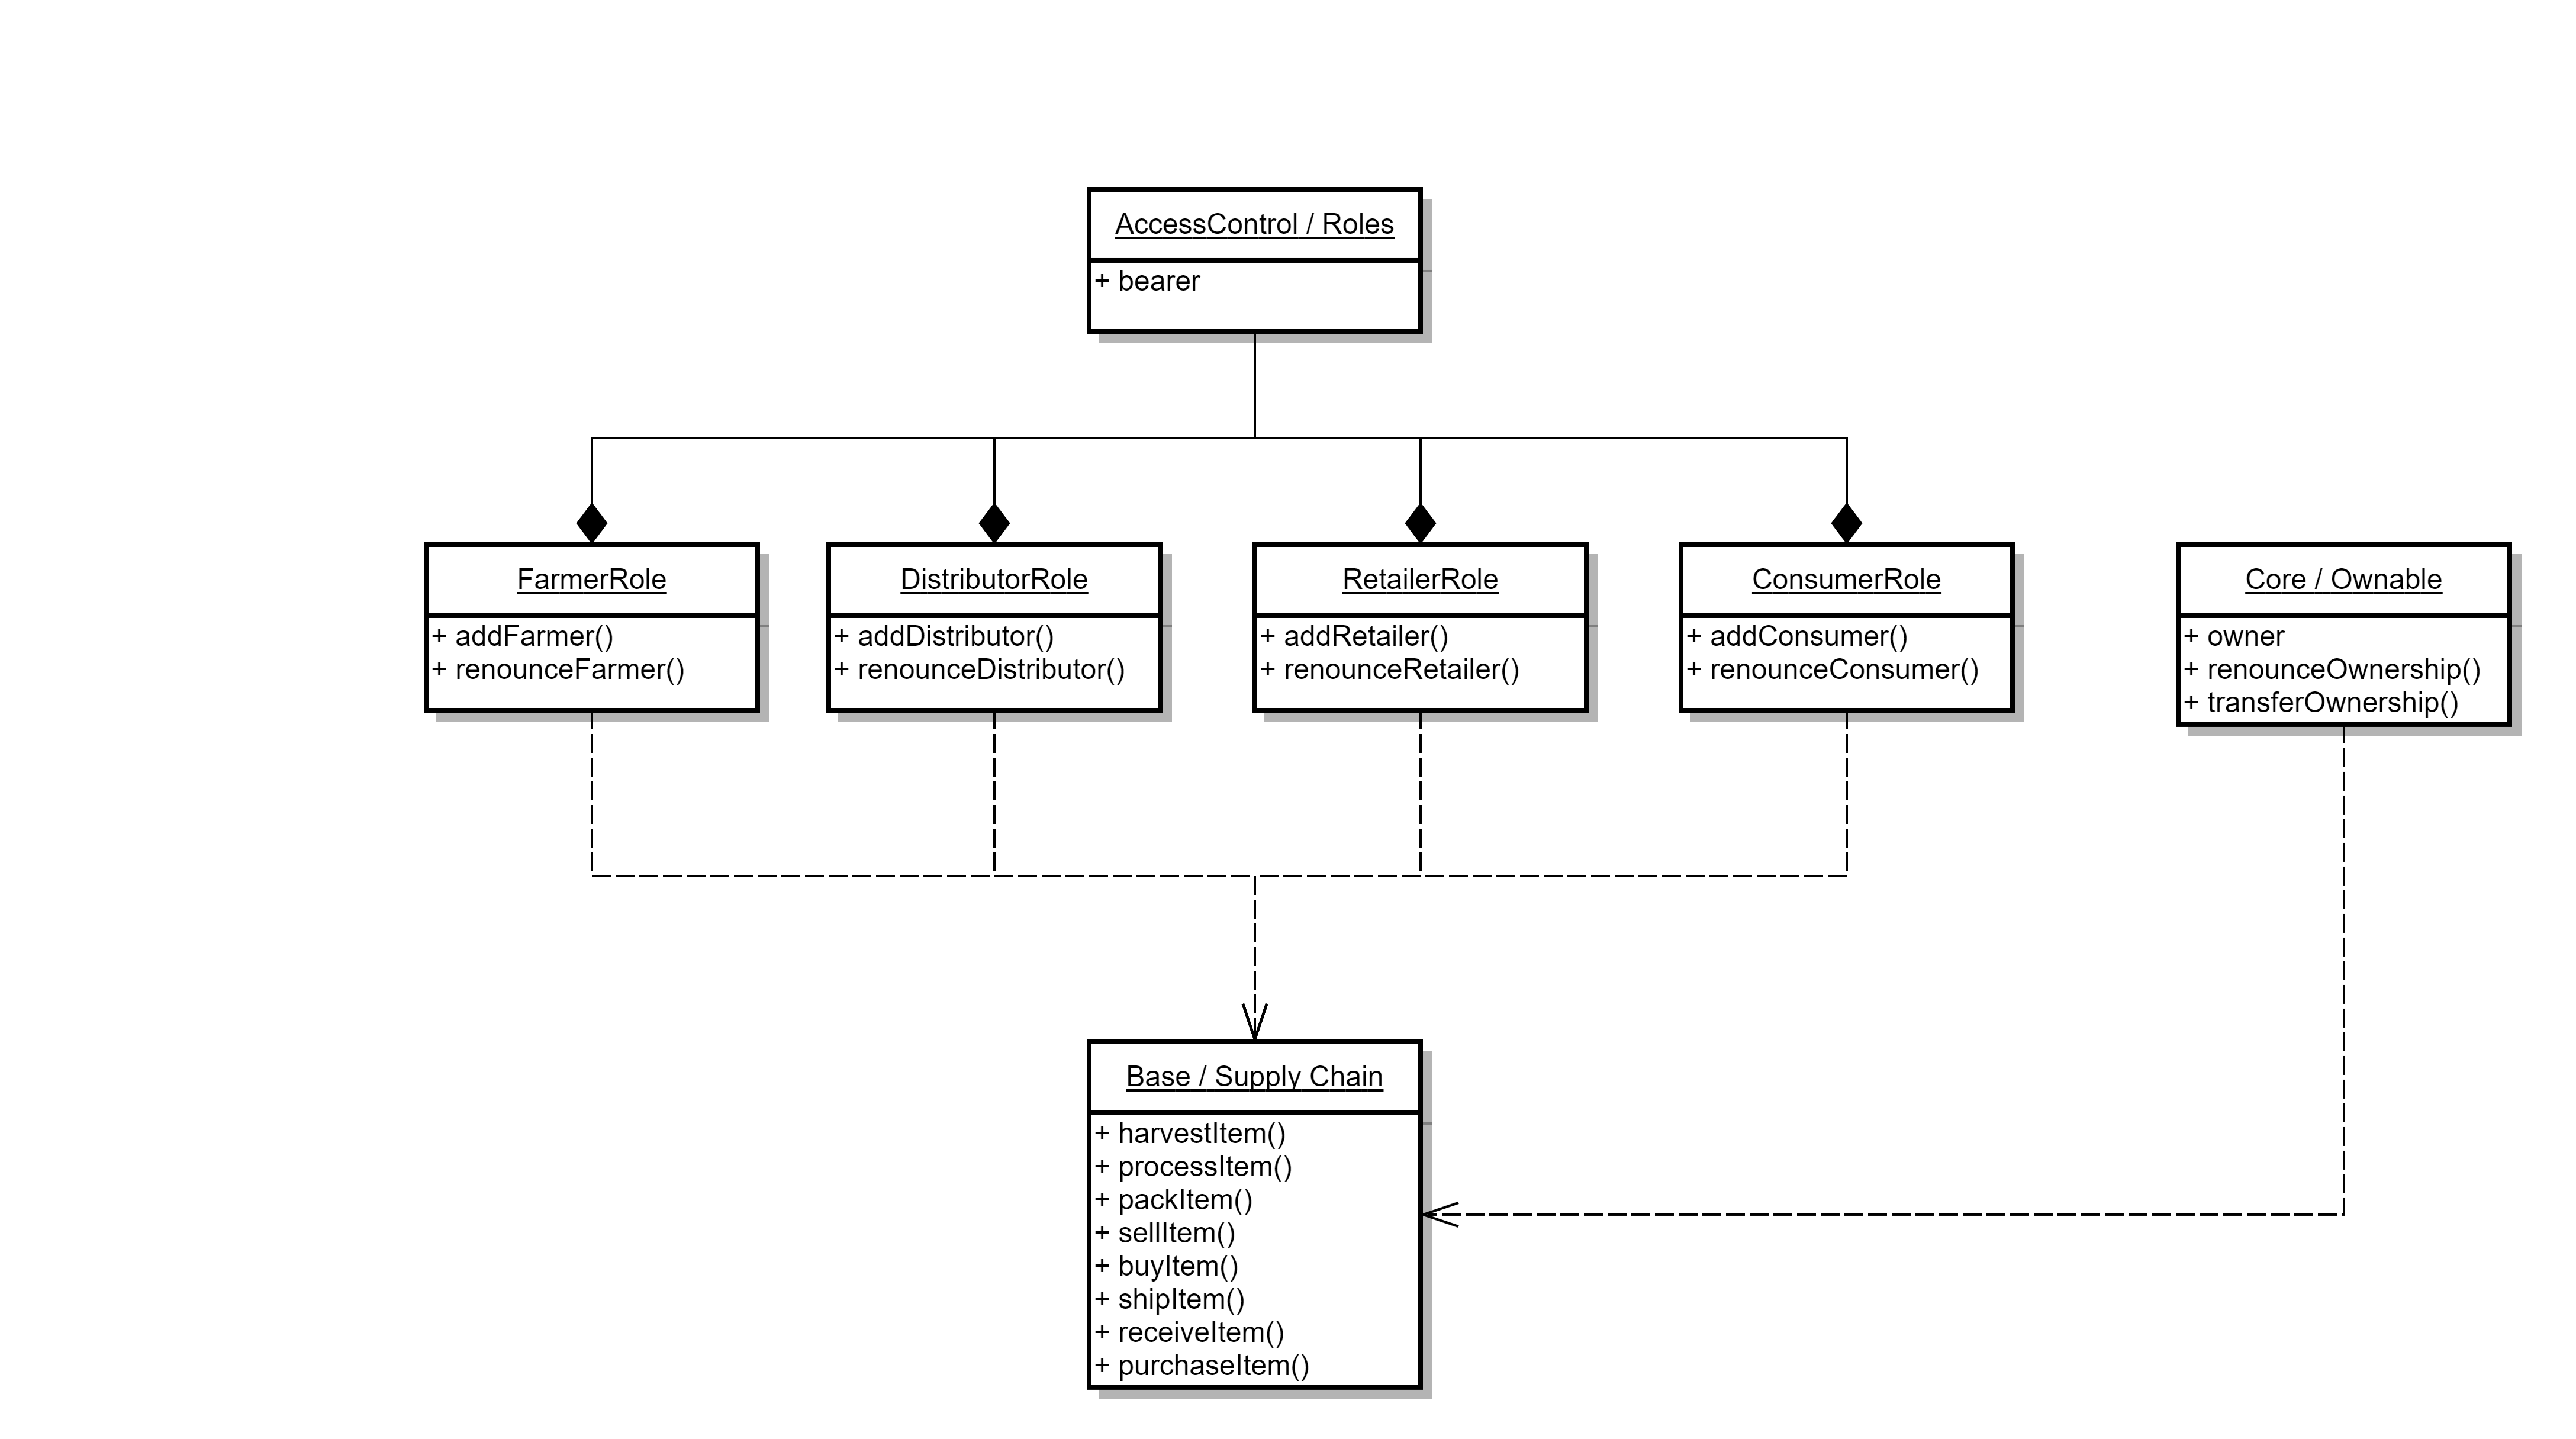 AccessControl / Roles
+ bearer
FarmerRole
+ addFarmer()
+ renounceFarmer()
DistributorRole
+ addDistributor()
+ renounceDistributor()
RetailerRole
+ addRetailer()
+ renounceRetailer()
ConsumerRole
+ addConsumer()
+ renounceConsumer()
Core / Ownable
+ owner
+ renounceOwnership()
+ transferOwnership()
Base / Supply Chain
+ harvestItem()
+ processItem()
+ packItem()
+ sellItem()
+ buyItem()
+ shipItem()
+ receiveItem()
+ purchaseItem()